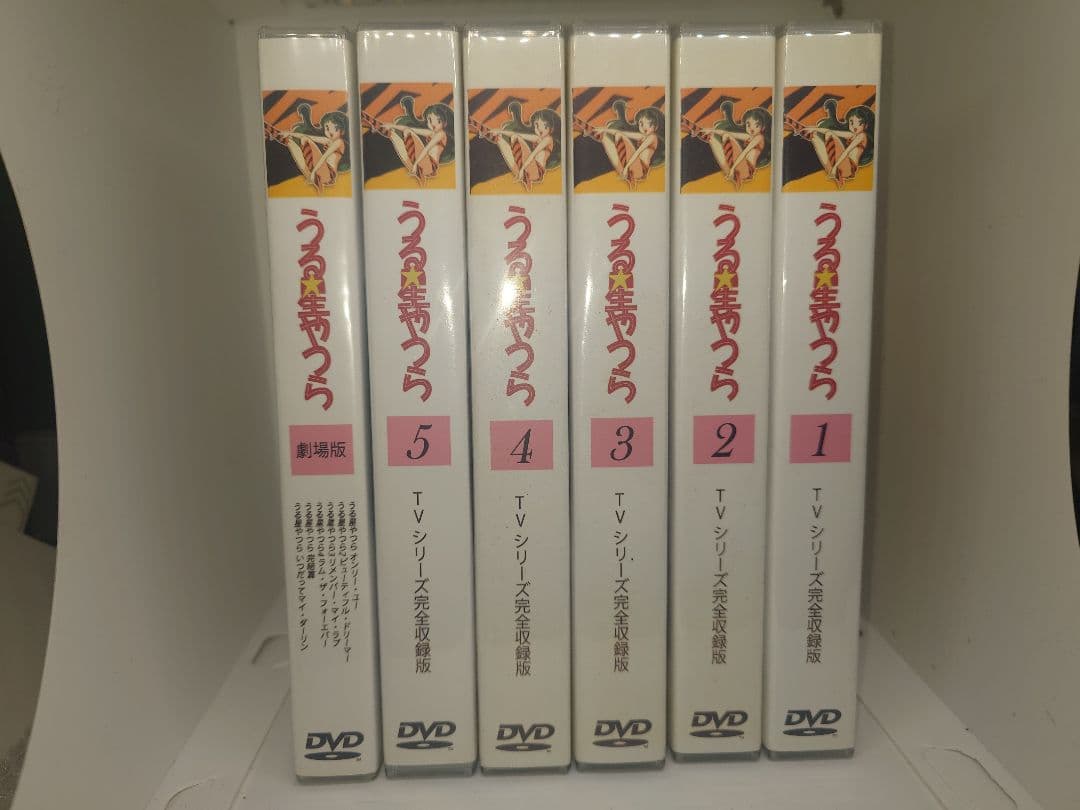 うる星やつら
劇場版
うる星やつら オンリー・ユー
うる星やつら2 ビューティフル・ドリーマー
うる星やつら3 リメンバー・マイ・ラブ
うる星やつら4 ラム・ザ・フォーエバー
うる星やつら 完結篇
うる星やつら いつだってマイ・ダーリン
DVD
うる星やつら
5
TVシリーズ完全収録版
DVD
うる星やつら
4
TVシリーズ完全収録版
DVD
うる星やつら
3
TVシリーズ完全収録版
DVD
うる星やつら
2
TVシリーズ完全収録版
DVD
うる星やつら
1
TVシリーズ完全収録版
DVD